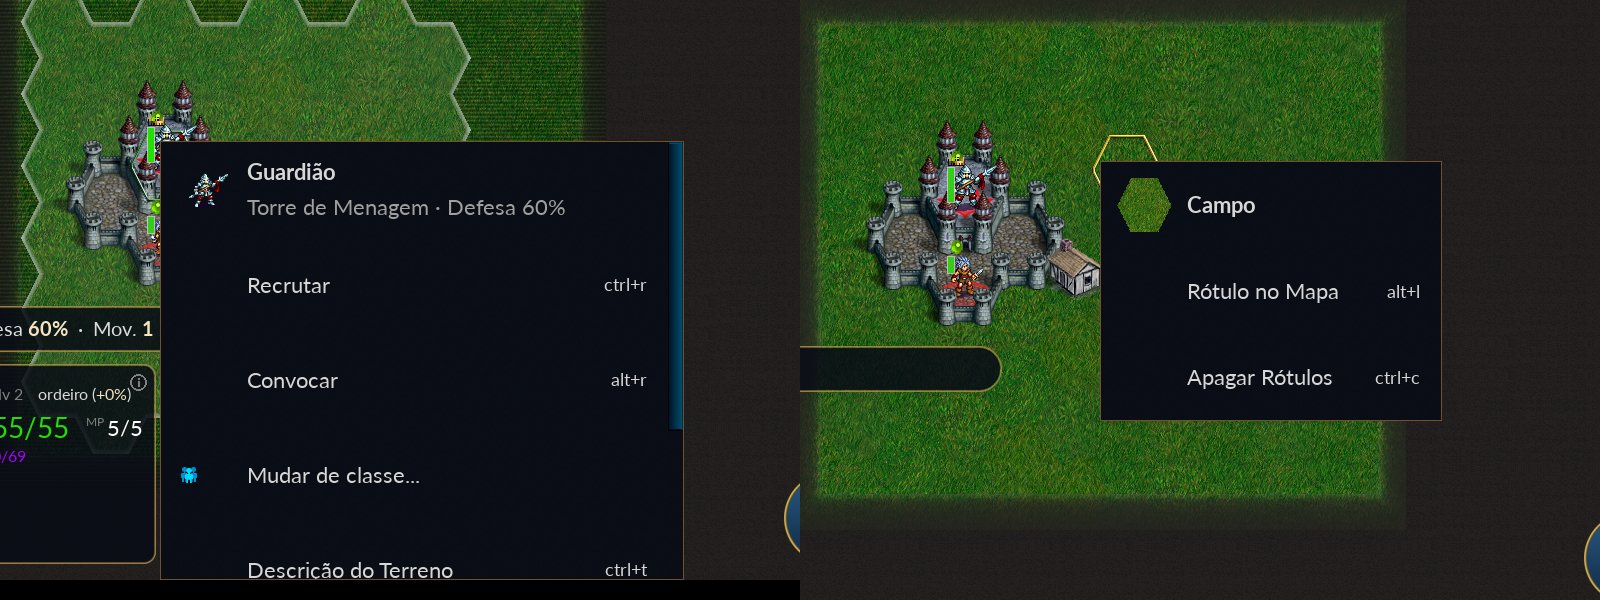 Guardião
Torre de Menagem · Defesa 60%
Recrutar ctrl+r
Convocar alt+r
Mudar de classe...
Descrição do Terreno ctrl+t
esa 60% · Mov. 1
lv 2 ordeiro (+0%)
55/55 MP 5/5
/69
Campo
Rótulo no Mapa alt+l
Apagar Rótulos ctrl+c